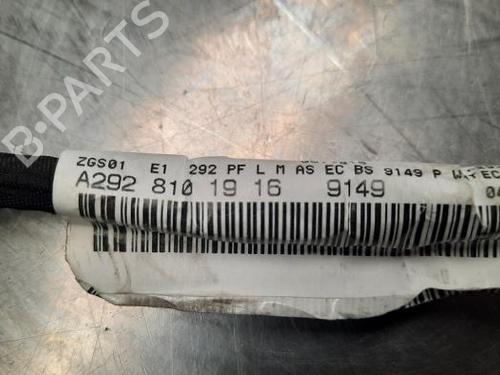 B-PARTS
ZGS01 E1 292 PF L M AS EC BS 9149 P
A292 810 19 16 9149